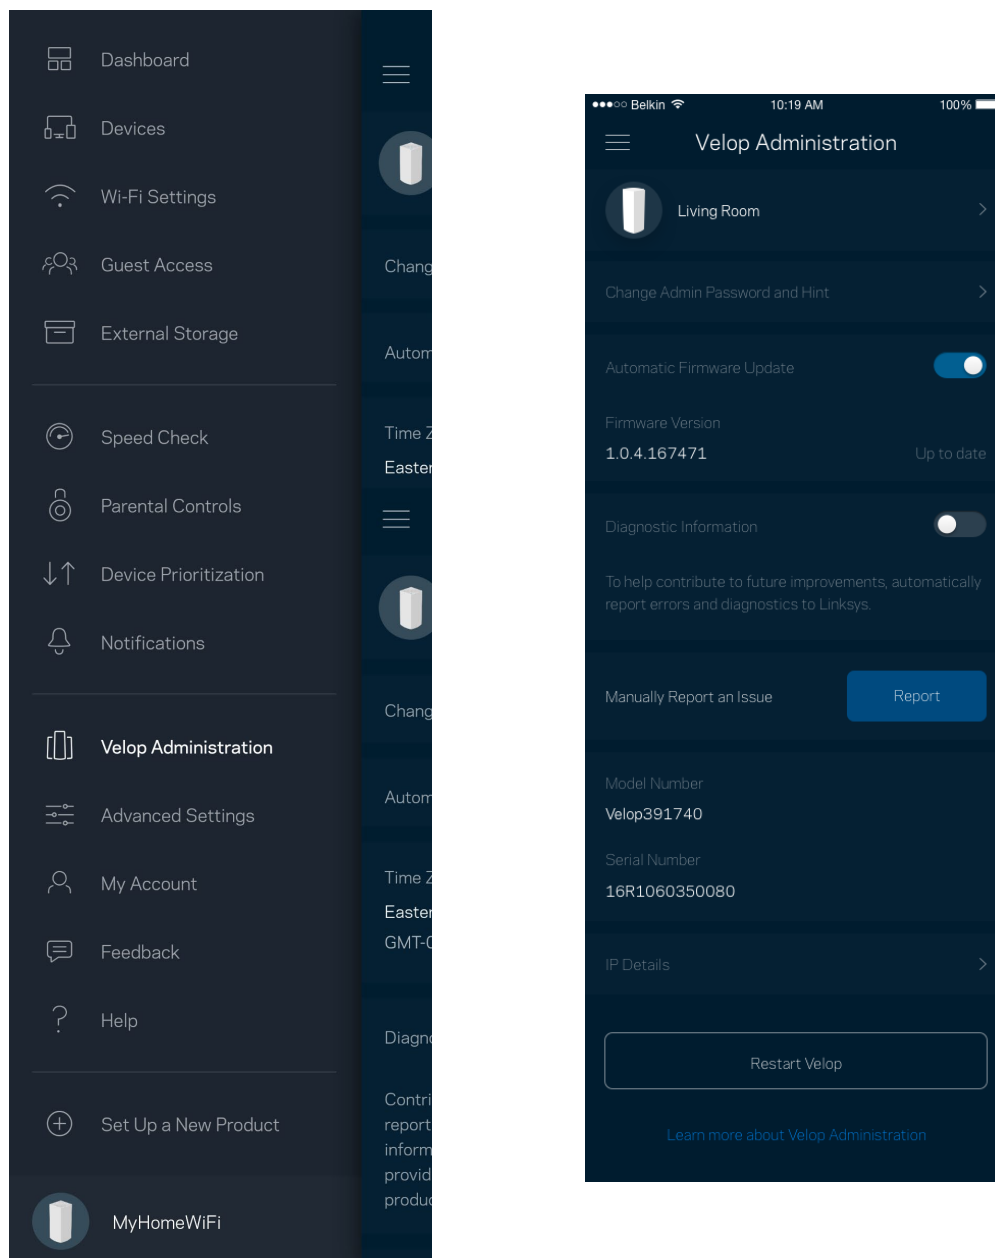 Dashboard
Devices
Wi-Fi Settings
Guest Access
External Storage
Speed Check
Parental Controls
Device Prioritization
Notifications
Velop Administration
Advanced Settings
My Account
Feedback
Help
Set Up a New Product
MyHomeWiFi
Chang
Autom
Time Z
Easter
Chang
Autom
Time Z
Easter
GMT-0
Diagno
Contri
report
inform
provid
produc
Belkin 10:19 AM 100%
Velop Administration
Living Room
Change Admin Password and Hint
Automatic Firmware Update
Firmware Version
1.0.4.167471 Up to date
Diagnostic Information
To help contribute to future improvements, automatically
report errors and diagnostics to Linksys.
Manually Report an Issue Report
Model Number
Velop391740
Serial Number
16R1060350080
IP Details
Restart Velop
Learn more about Velop Administration